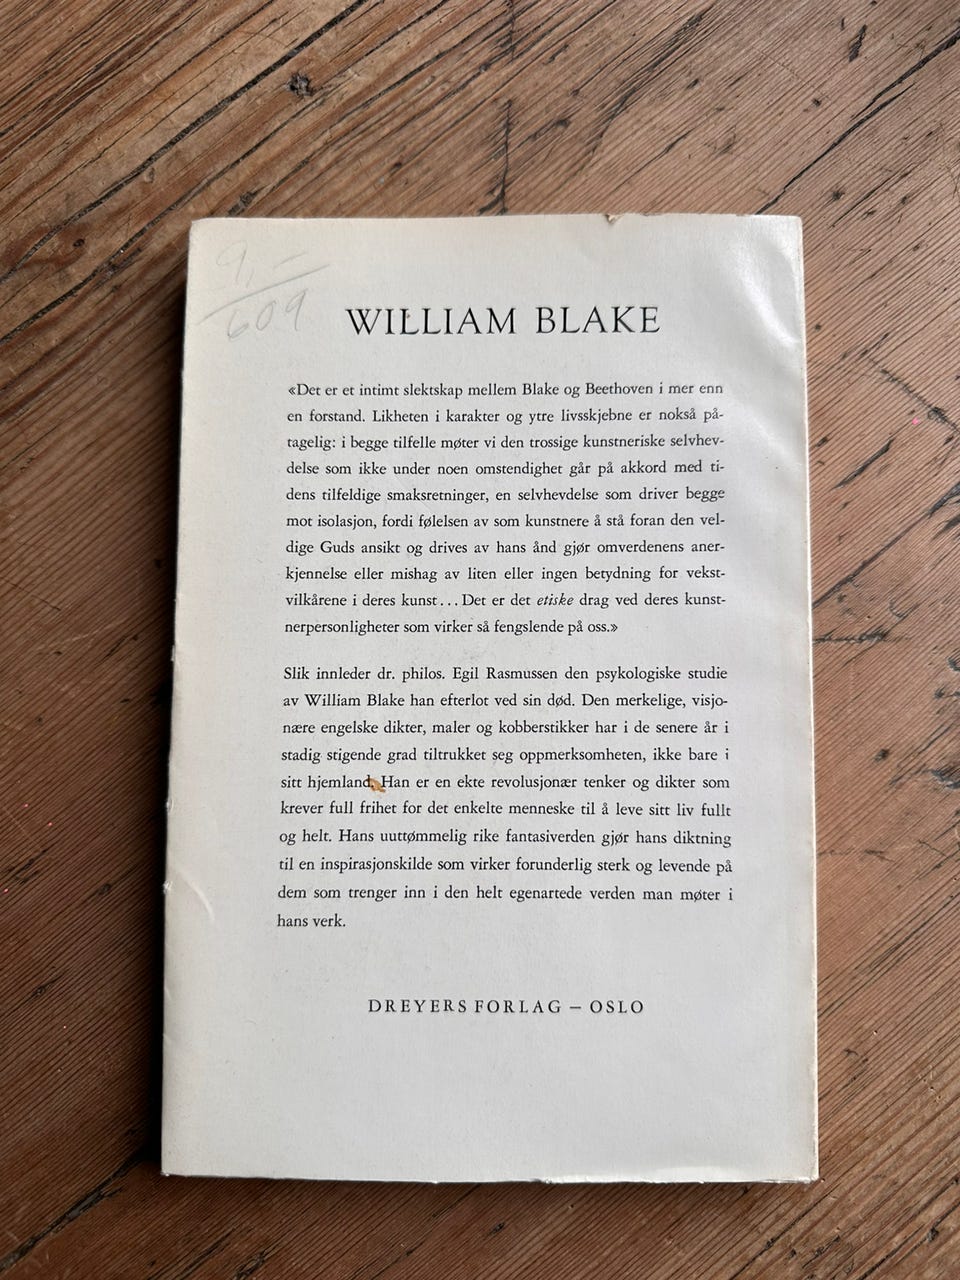 9,-
609
WILLIAM BLAKE
«Det er et intimt slektskap mellem Blake og Beethoven i mer enn
en forstand. Likheten i karakter og ytre livsskjebne er nokså på-
tagelig: i begge tilfelle møter vi den trossige kunstneriske selvhev-
delse som ikke under noen omstendighet går på akkord med ti-
dens tilfeldige smaksretninger, en selvhevdelse som driver begge
mot isolasjon, fordi følelsen av som kunstnere å stå foran den vel-
dige Guds ansikt og drives av hans ånd gjør omverdenens aner-
kjennelse eller mishag av liten eller ingen betydning for vekst-
vilkårene i deres kunst... Det er det etiske drag ved deres kunst-
nerpersonligheter som virker så fengslende på oss.»
Slik innleder dr. philos. Egil Rasmussen den psykologiske studie
av William Blake han efterlot ved sin død. Den merkelige, visjo-
nære engelske dikter, maler og kobberstikker har i de senere år i
stadig stigende grad tiltrukket seg oppmerksomheten, ikke bare i
sitt hjemland. Han er en ekte revolusjonær tenker og dikter som
krever full frihet for det enkelte menneske til å leve sitt liv fullt
og helt. Hans uuttømmelig rike fantasiverden gjør hans diktning
til en inspirasjonskilde som virker forunderlig sterk og levende på
dem som trenger inn i den helt egenartede verden man møter i
hans verk.
DREYERS FORLAG – OSLO